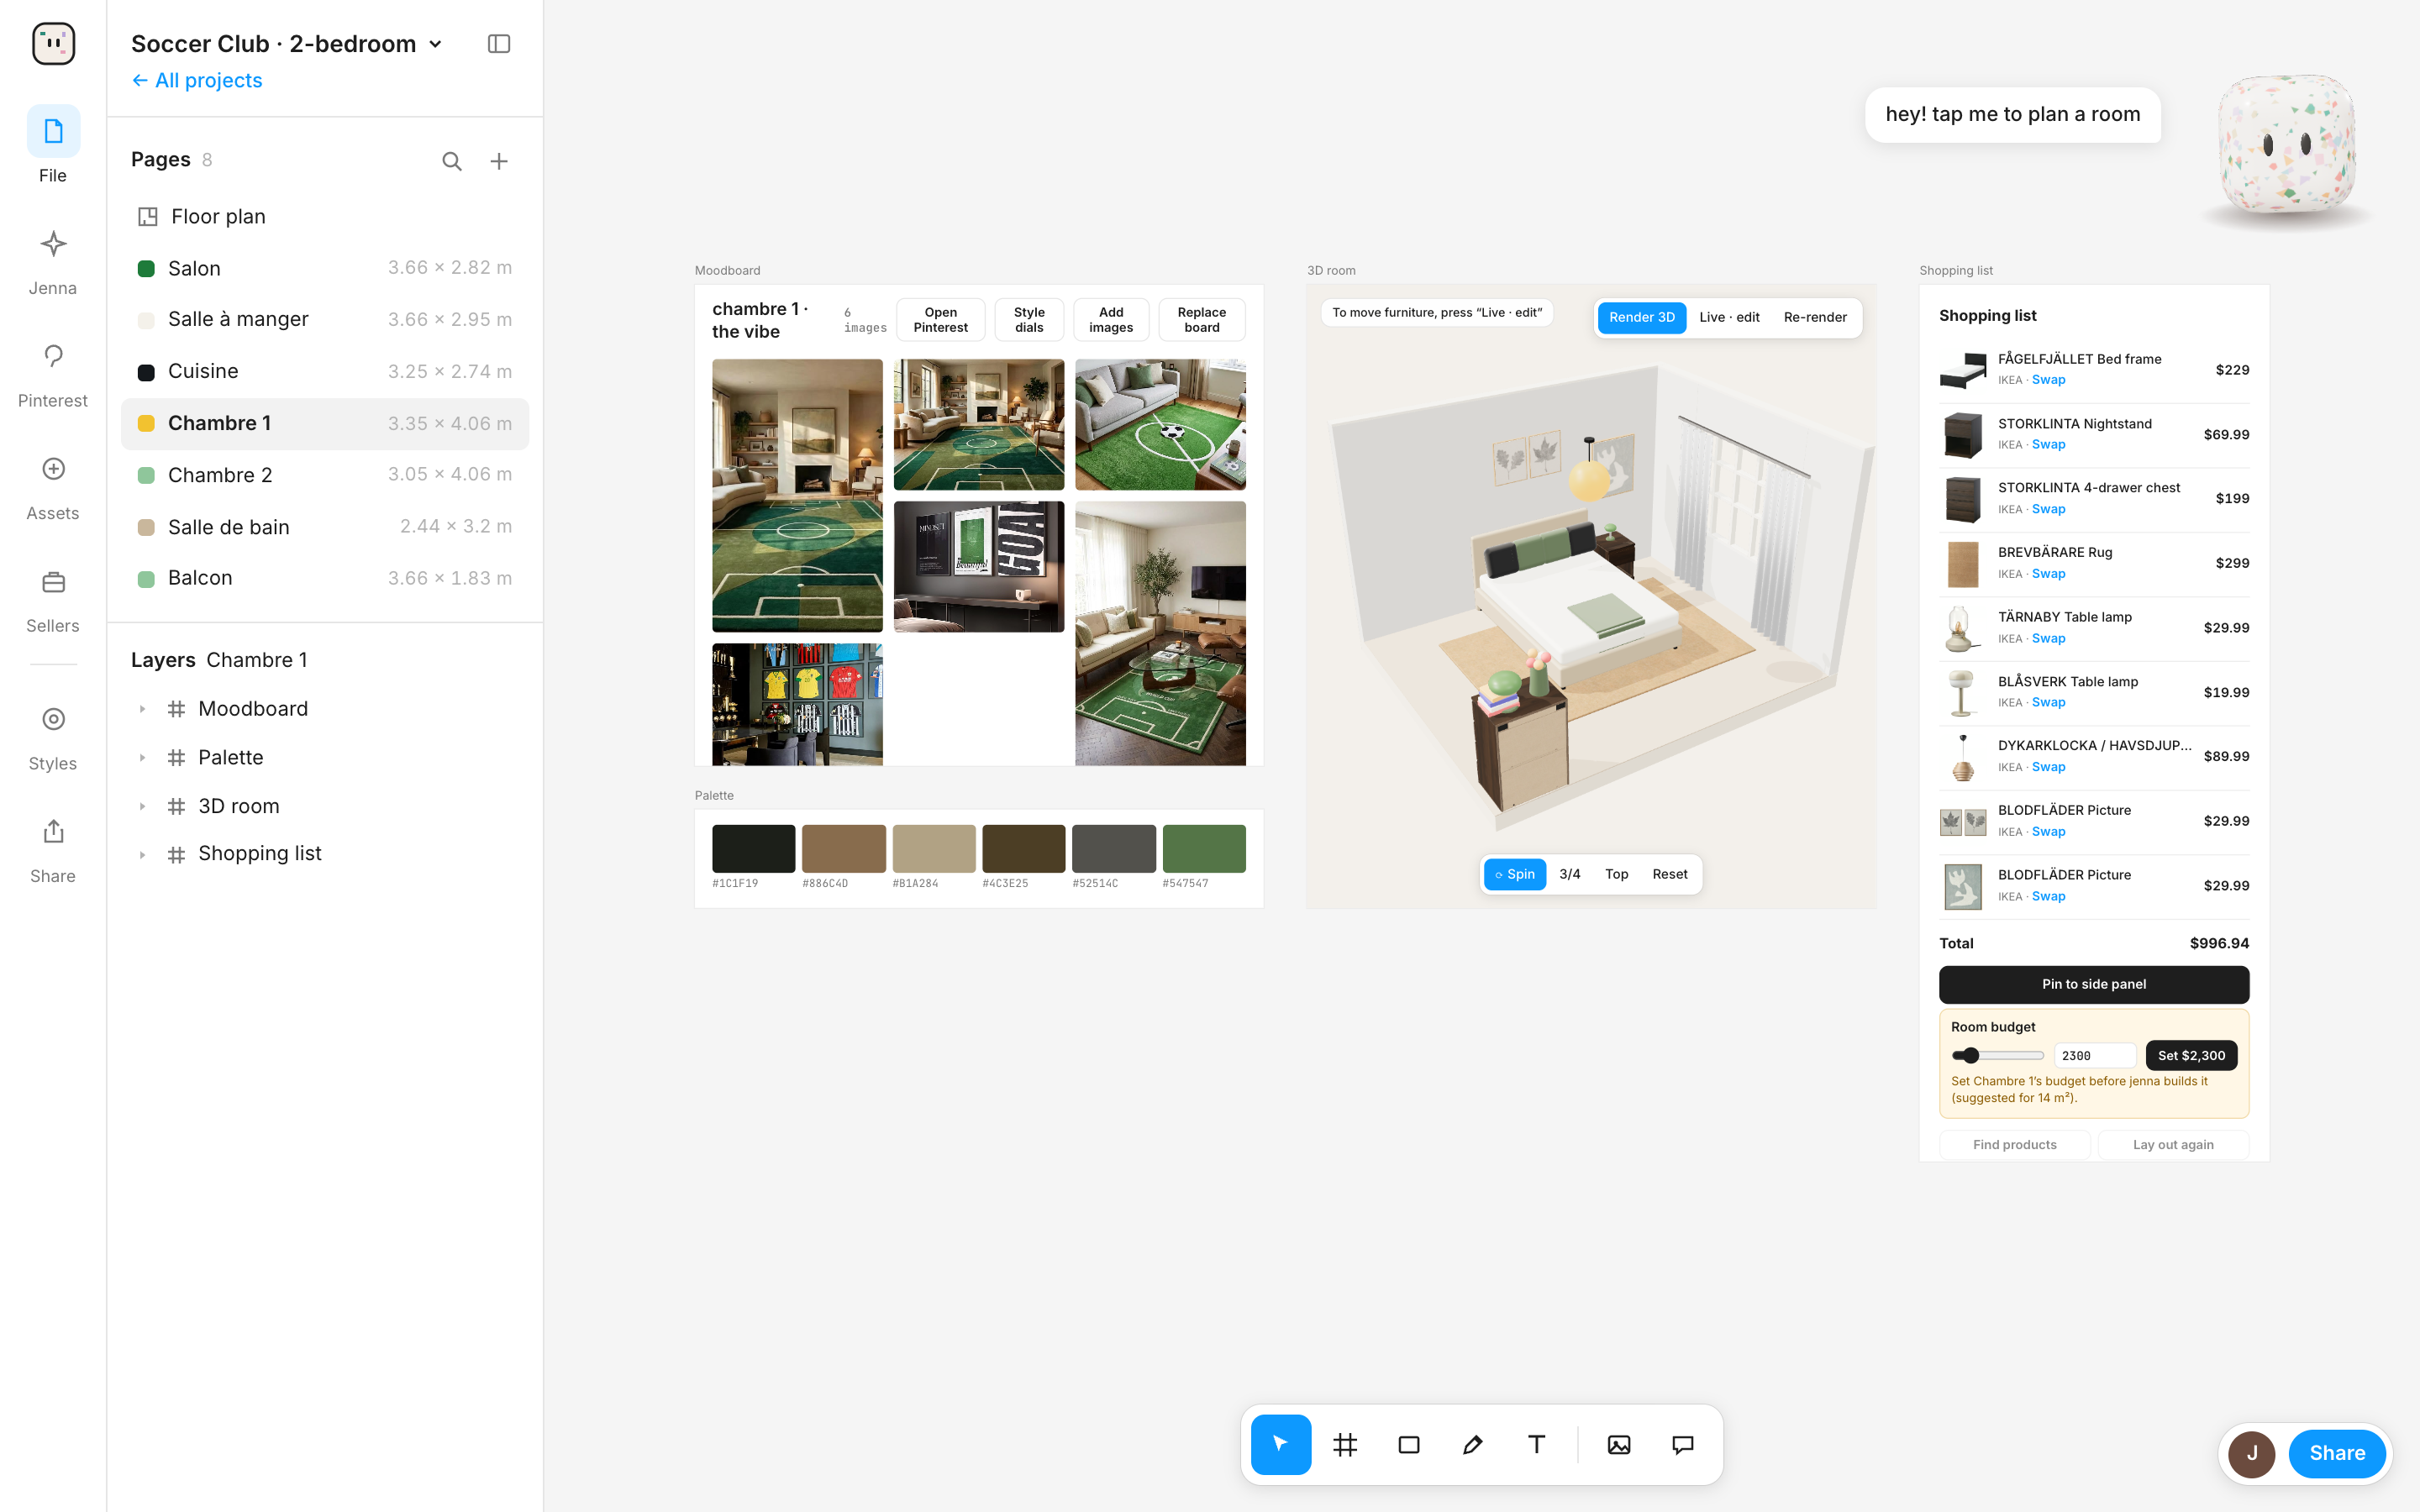 Soccer Club · 2-bedroom
← All projects
File
Jenna
Pinterest
Assets
Sellers
Styles
Share
Pages 8
Floor plan
Salon 3.66 × 2.82 m
Salle à manger 3.66 × 2.95 m
Cuisine 3.25 × 2.74 m
Chambre 1 3.35 × 4.06 m
Chambre 2 3.05 × 4.06 m
Salle de bain 2.44 × 3.2 m
Balcon 3.66 × 1.83 m
Layers Chambre 1
Moodboard
Palette
3D room
Shopping list
hey! tap me to plan a room
Moodboard
chambre 1 ·
the vibe
6
images
Open
Pinterest
Style
dials
Add
images
Replace
board
MINDSET
Beautiful
GOAL
Palette
#1C1F19
#886C4D
#B1A284
#4C3E25
#52514C
#547547
3D room
To move furniture, press “Live · edit”
Render 3D
Live · edit
Re-render
Spin
3/4
Top
Reset
Shopping list
Shopping list
FÅGELFJÄLLET Bed frame
IKEA · Swap
$229
STORKLINTA Nightstand
IKEA · Swap
$69.99
STORKLINTA 4-drawer chest
IKEA · Swap
$199
BREVBÄRARE Rug
IKEA · Swap
$299
TÄRNABY Table lamp
IKEA · Swap
$29.99
BLÅSVERK Table lamp
IKEA · Swap
$19.99
DYKARKLOCKA / HAVSDJUP...
IKEA · Swap
$89.99
BLODFLÄDER Picture
IKEA · Swap
$29.99
BLODFLÄDER Picture
IKEA · Swap
$29.99
Total $996.94
Pin to side panel
Room budget
2300
Set $2,300
Set Chambre 1’s budget before jenna builds it
(suggested for 14 m²).
Find products
Lay out again
T
J
Share